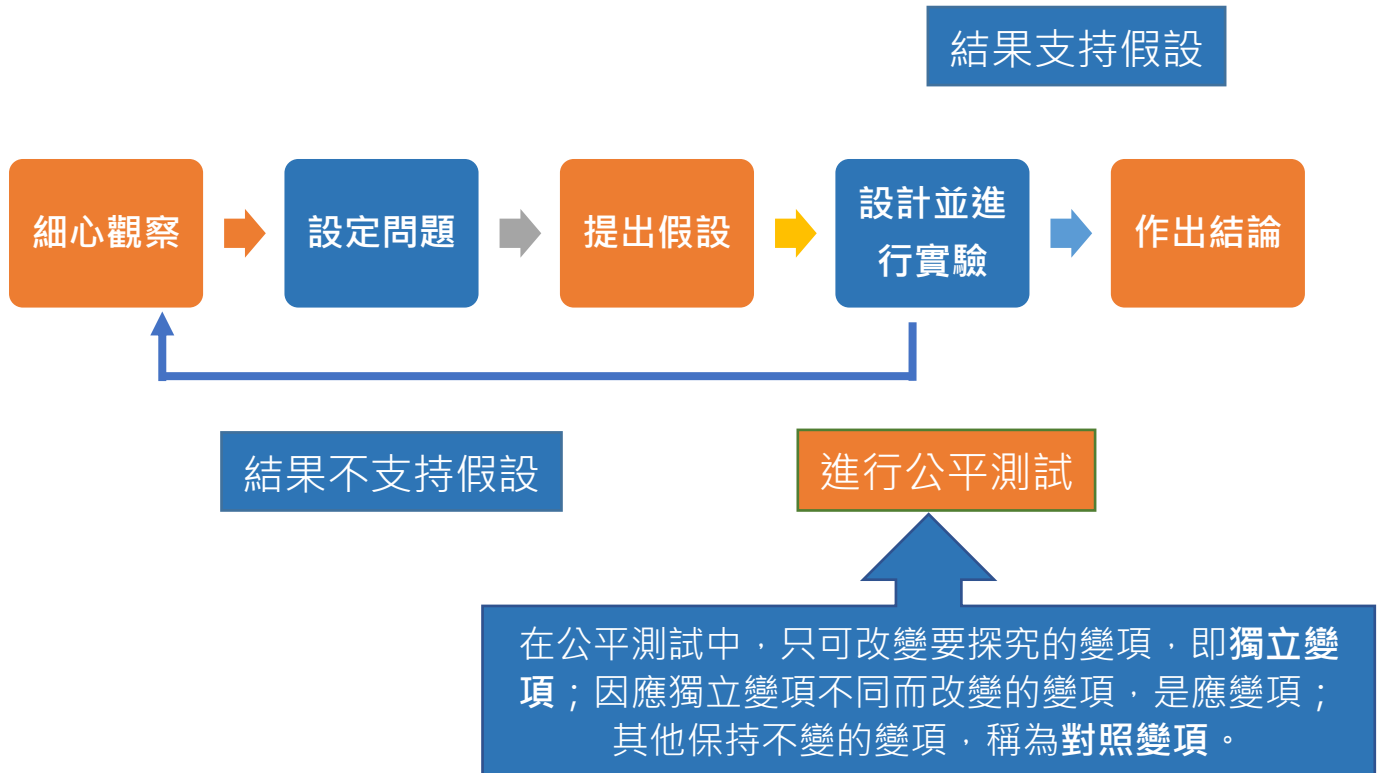 結果支持假設
細心觀察
設定問題
提出假設
設計並進
行實驗
作出結論
結果不支持假設
進行公平測試
在公平測試中，只可改變要探究的變項，即獨立變
項；因應獨立變項不同而改變的變項，是應變項；
其他保持不變的變項，稱為對照變項。